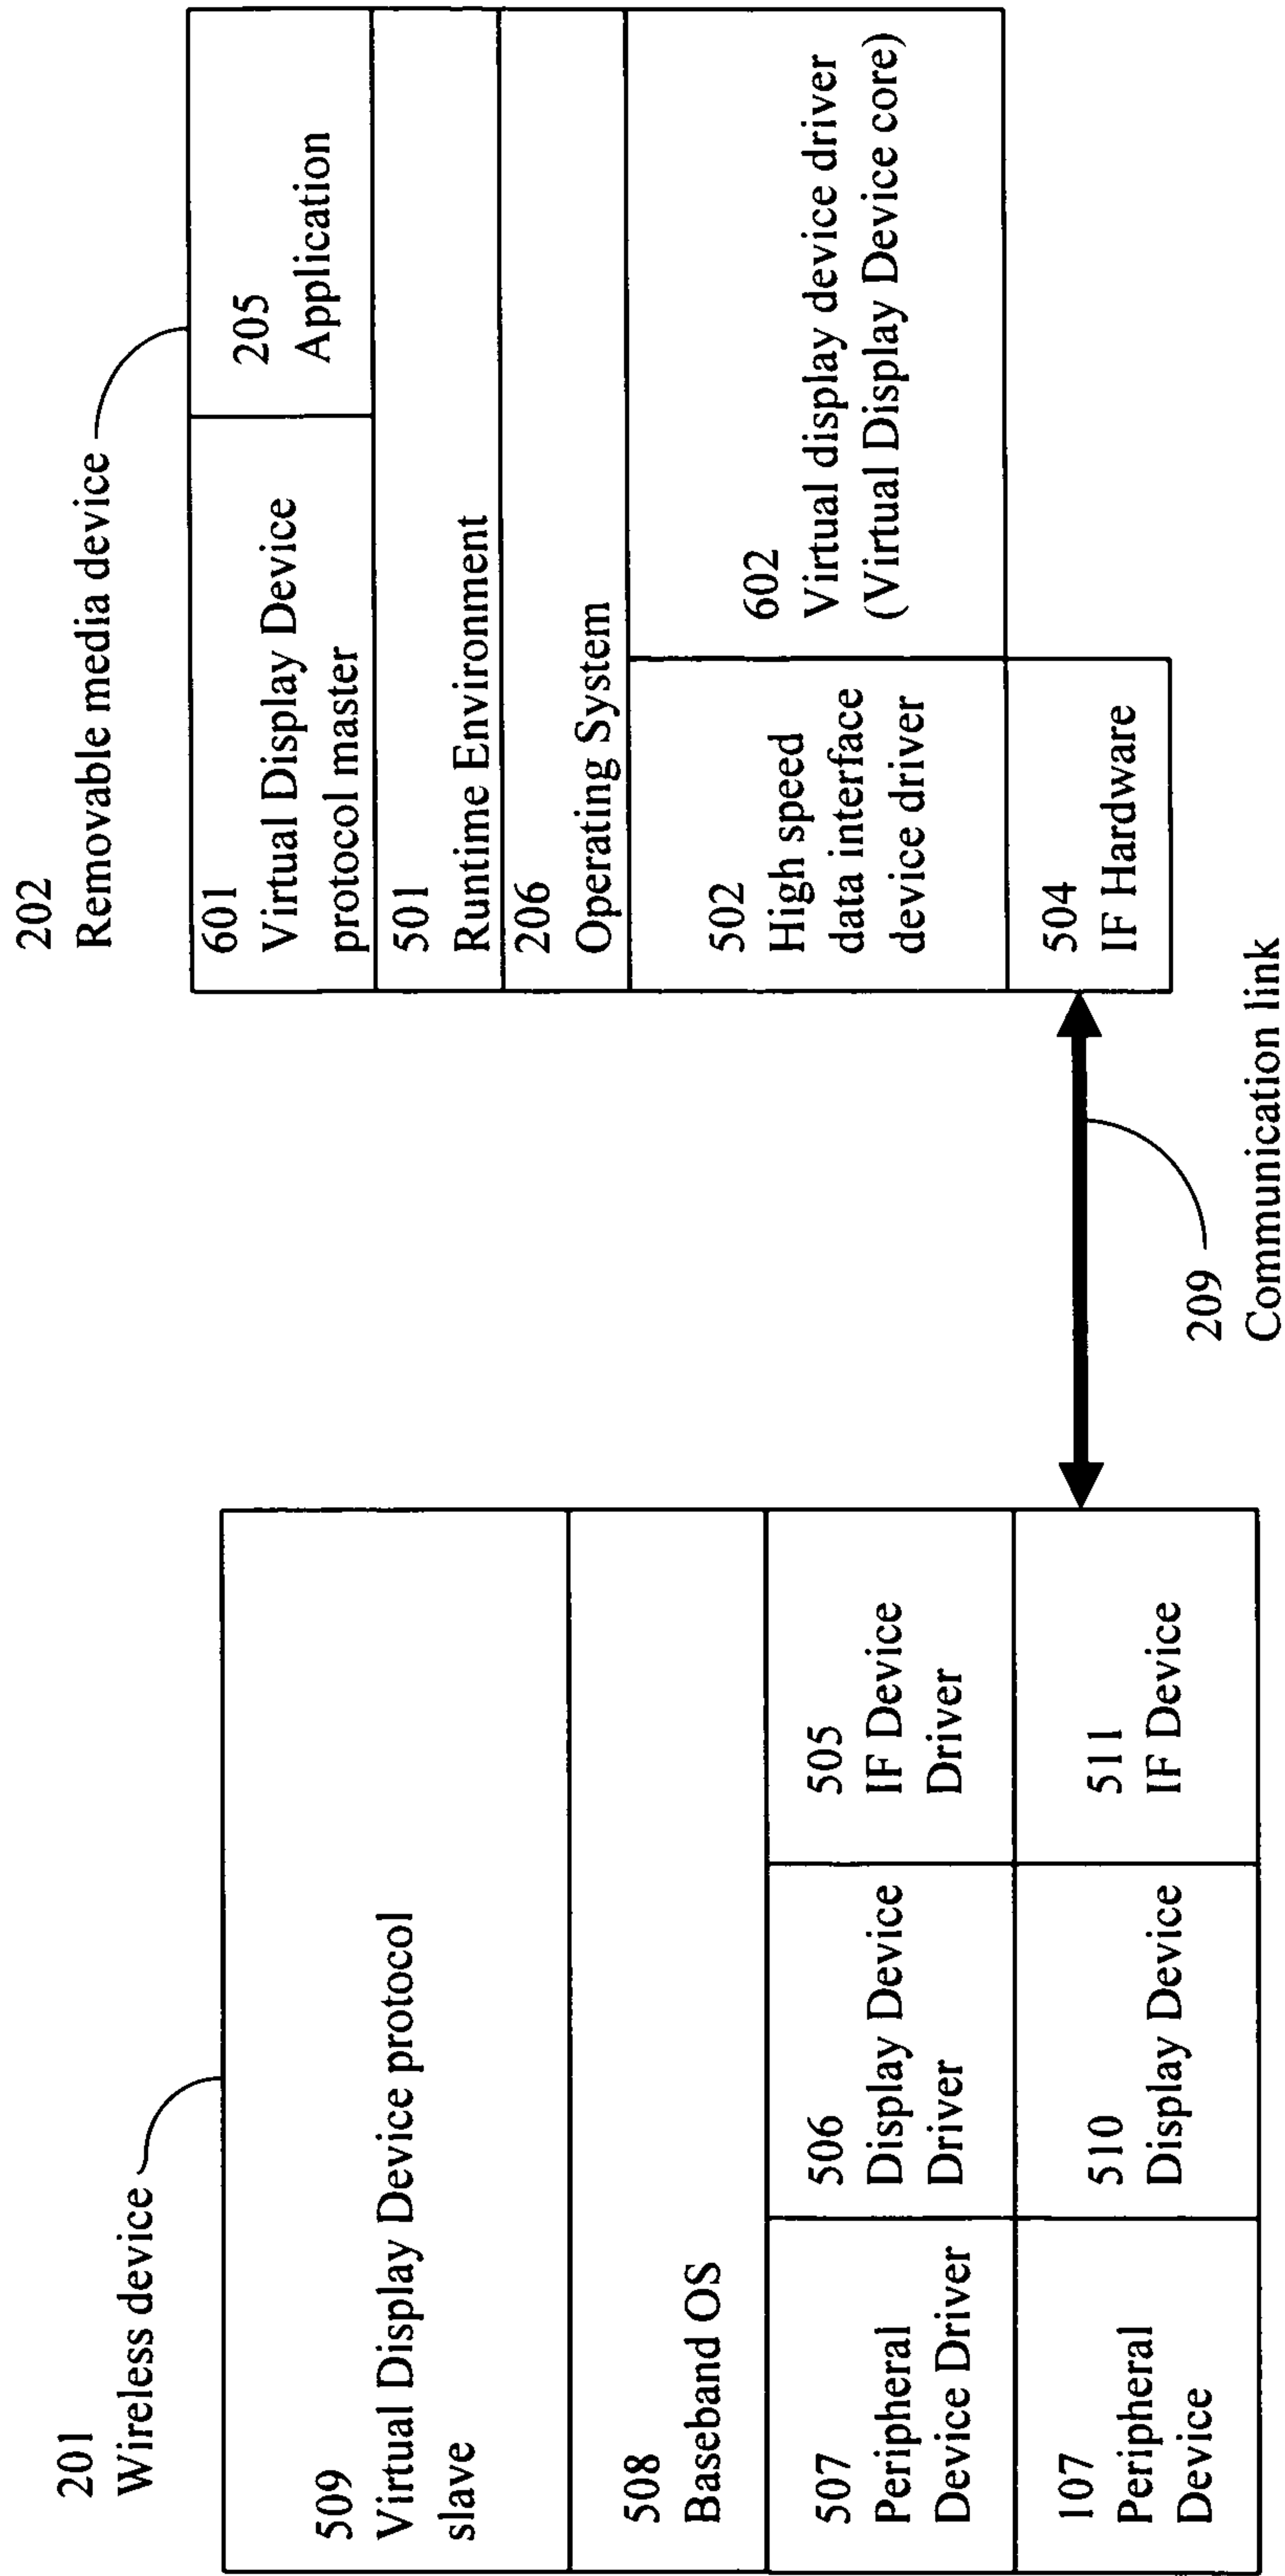 201
Wireless device
509
Virtual Display Device protocol
slave
508
Baseband OS
507
Peripheral
Device Driver
506
Display Device
Driver
505
IF Device
Driver
107
Peripheral
Device
510
Display Device
511
IF Device
209
Communication link
202
Removable media device
601
Virtual Display Device
protocol master
205
Application
501
Runtime Environment
206
Operating System
502
High speed
data interface
device driver
602
Virtual display device driver
(Virtual Display Device core)
504
IF Hardware